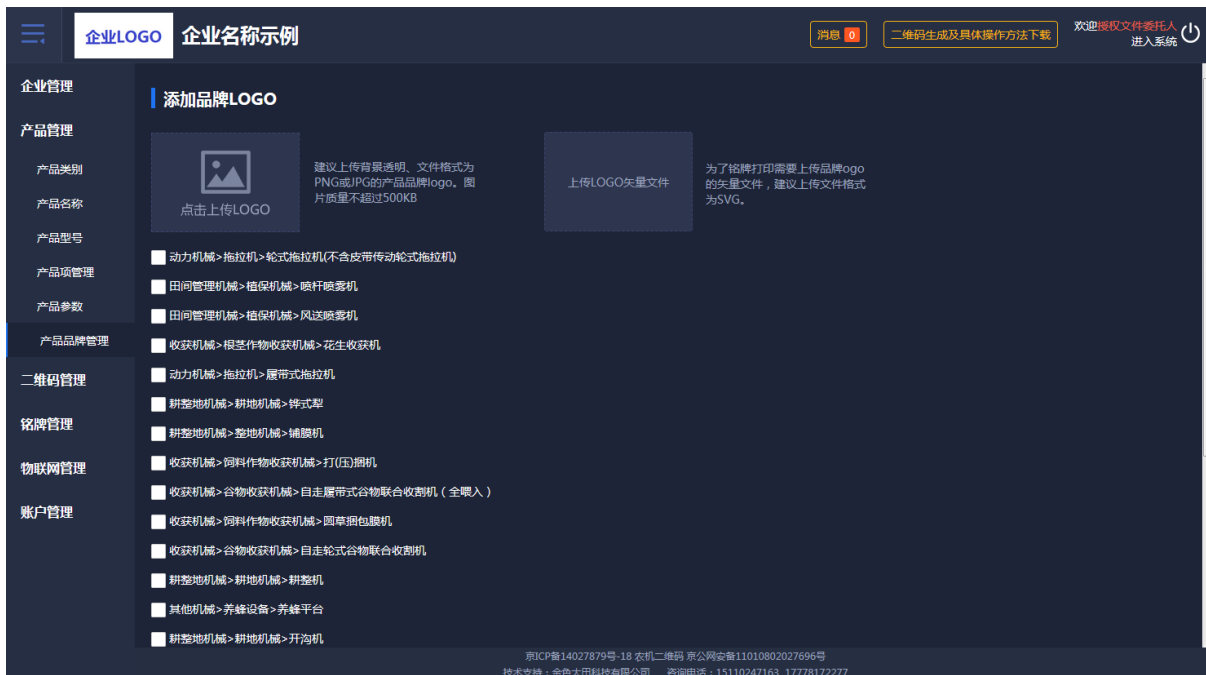 企业LOGO
企业名称示例
消息 0
二维码生成及具体操作方法下载
欢迎授权文件委托人
进入系统
企业管理
产品管理
产品类别
产品名称
产品型号
产品项管理
产品参数
产品品牌管理
二维码管理
铭牌管理
物联网管理
账户管理
添加品牌LOGO
点击上传LOGO
建议上传背景透明、文件格式为
PNG或JPG的产品品牌logo。图
片质量不超过500KB
上传LOGO矢量文件
为了铭牌打印需要上传品牌ogo
的矢量文件，建议上传文件格式
为SVG。
动力机械>拖拉机>轮式拖拉机(不含皮带传动轮式拖拉机)
田间管理机械>植保机械>喷杆喷雾机
田间管理机械>植保机械>风送喷雾机
收获机械>根茎作物收获机械>花生收获机
动力机械>拖拉机>履带式拖拉机
耕整地机械>耕地机械>铧式犁
耕整地机械>整地机械>铺膜机
收获机械>饲料作物收获机械>打(压)捆机
收获机械>谷物收获机械>自走履带式谷物联合收割机（全喂入）
收获机械>饲料作物收获机械>圆草捆包膜机
收获机械>谷物收获机械>自走轮式谷物联合收割机
耕整地机械>耕地机械>耕整机
其他机械>养蜂设备>养蜂平台
耕整地机械>耕地机械>开沟机
京ICP备14027879号-18 农机二维码 京公网安备11010802027696号
技术支持：金色大田科技有限公司 咨询电话：15110247163 17778172277